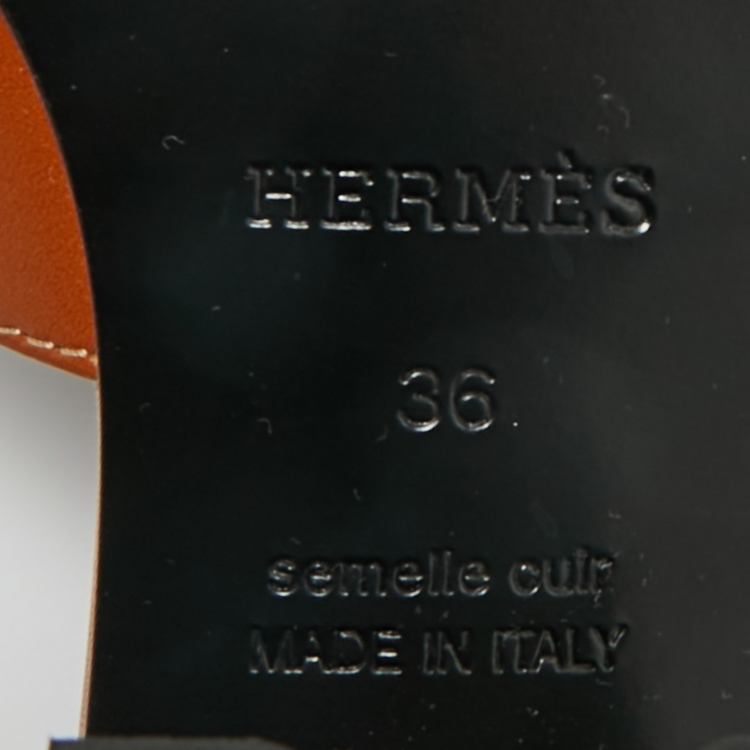 HERMÈS
36
semelle cuir
MADE IN ITALY